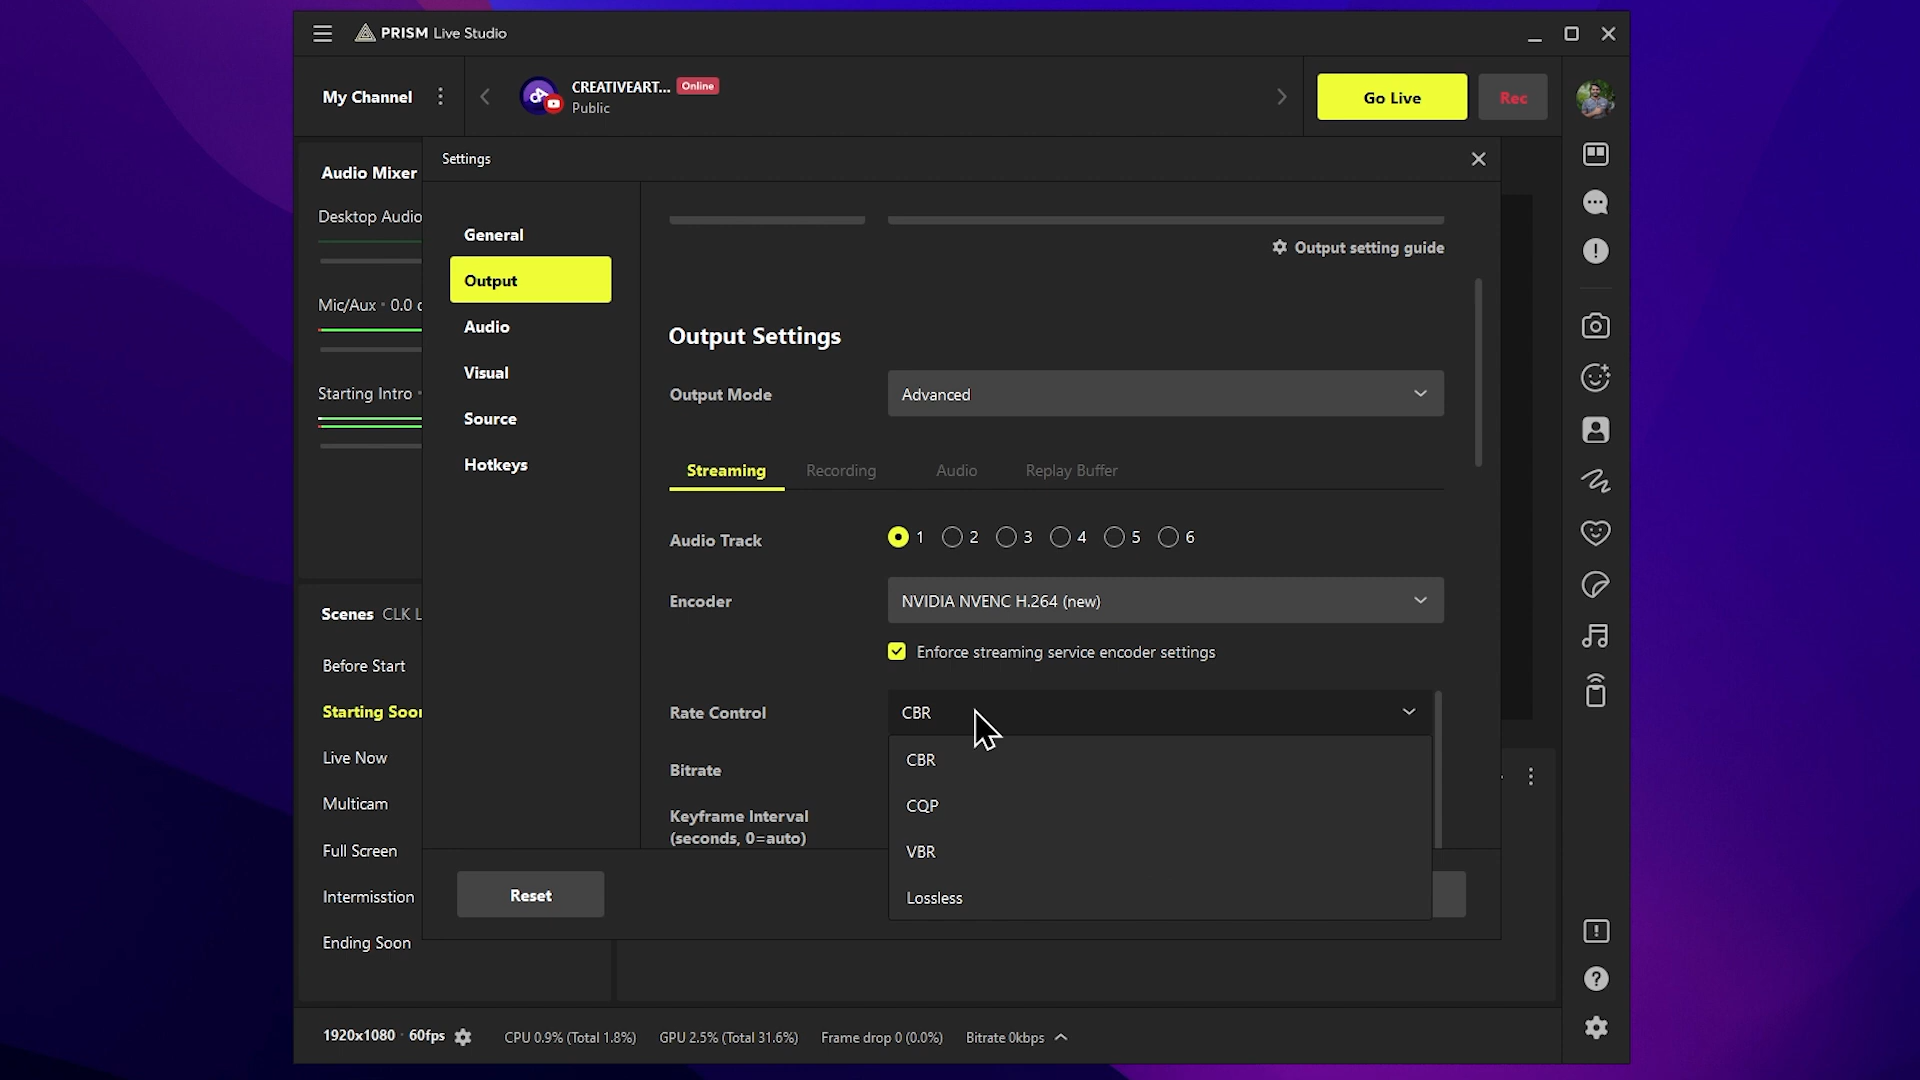 PRISM Live Studio
My Channel
CREATIVEART... Online
Public
Go Live
Rec
Settings
Audio Mixer
Desktop Audio
Mic/Aux · 0.0
Starting Intro
General
Output
Audio
Visual
Source
Hotkeys
Output setting guide
Output Settings
Output Mode
Advanced
Streaming
Recording
Audio
Replay Buffer
Audio Track
1 2 3 4 5 6
Encoder
NVIDIA NVENC H.264 (new)
Enforce streaming service encoder settings
Rate Control
CBR
CBR
CQP
VBR
Lossless
Bitrate
Keyframe Interval
(seconds, 0=auto)
Reset
Scenes CLK
Before Start
Starting Soon
Live Now
Multicam
Full Screen
Intermisstion
Ending Soon
1920x1080 · 60fps
CPU 0.9% (Total 1.8%)
GPU 2.5% (Total 31.6%)
Frame drop 0 (0.0%)
Bitrate 0kbps